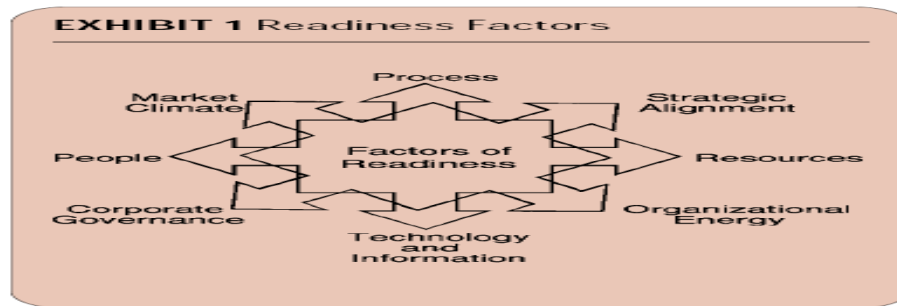 EXHIBIT 1 Readiness Factors
Process
Market
Climate
Strategic
Alignment
People
Factors of
Readiness
Resources
Corporate
Governance
Organizational
Energy
Technology
and
Information